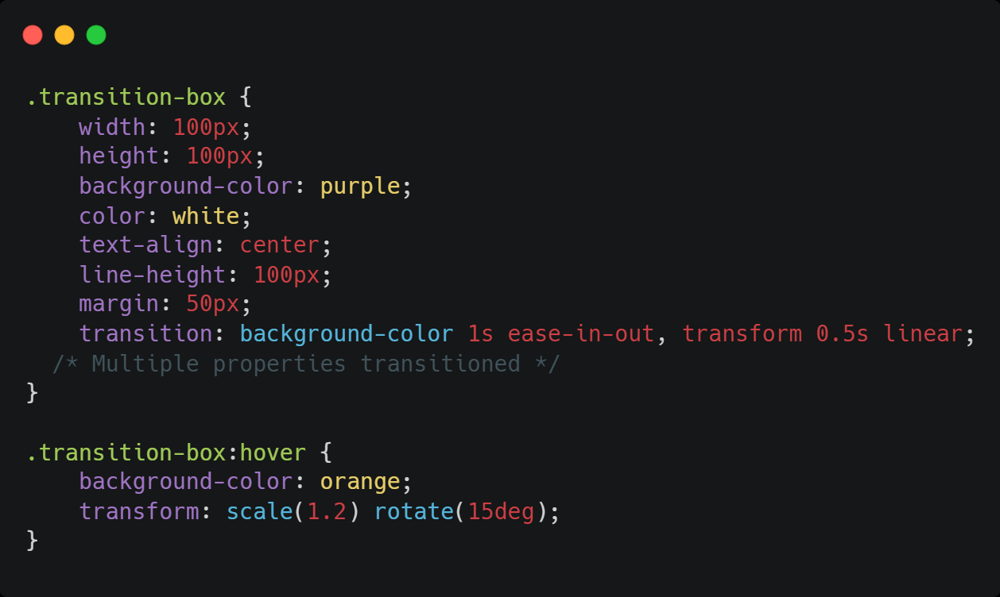 .transition-box {
    width: 100px;
    height: 100px;
    background-color: purple;
    color: white;
    text-align: center;
    line-height: 100px;
    margin: 50px;
    transition: background-color 1s ease-in-out, transform 0.5s linear;
  /* Multiple properties transitioned */
}

.transition-box:hover {
    background-color: orange;
    transform: scale(1.2) rotate(15deg);
}